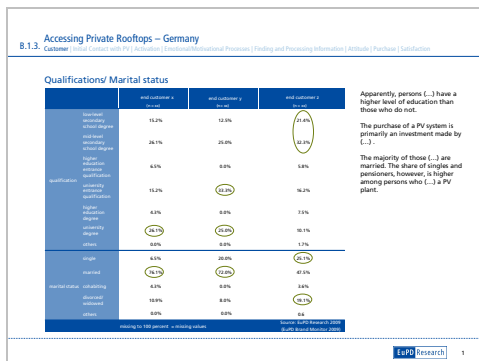 Accessing Private Rooftops – Germany
B.1.3. Customer | Initial Contact with PV | Activation | Emotional/Motivational Processes | Finding and Processing Information | Attitude | Purchase | Satisfaction
Qualifications/ Marital status
end customer x end customer y end customer z
(n = xx) (n = xx) (n = xx)
qualification
low-level secondary school degree 15.2% 12.5% 21.4%
mid-level secondary school degree 26.1% 25.0% 32.3%
higher education entrance qualification 6.5% 0.0% 5.8%
university entrance qualification 15.2% 33.3% 16.2%
higher education degree 4.3% 0.0% 7.5%
university degree 26.1% 25.0% 10.1%
others 0.0% 0.0% 1.7%
marital status
single 6.5% 20.0% 25.1%
married 76.1% 72.0% 47.5%
cohabiting 4.3% 0.0% 3.6%
divorced/ widowed 10.9% 8.0% 19.1%
others 0.0% 0.0% 0.6
missing to 100 percent = missing values
Source: EuPD Research 2009
(EuPD Brand Monitor 2009)
Apparently, persons (...) have a
higher level of education than
those who do not.
The purchase of a PV system is
primarily an investment made by
(...) .
The majority of those (...) are
married. The share of singles and
pensioners, however, is higher
among persons who (...) a PV
plant.
EuPD Research 1